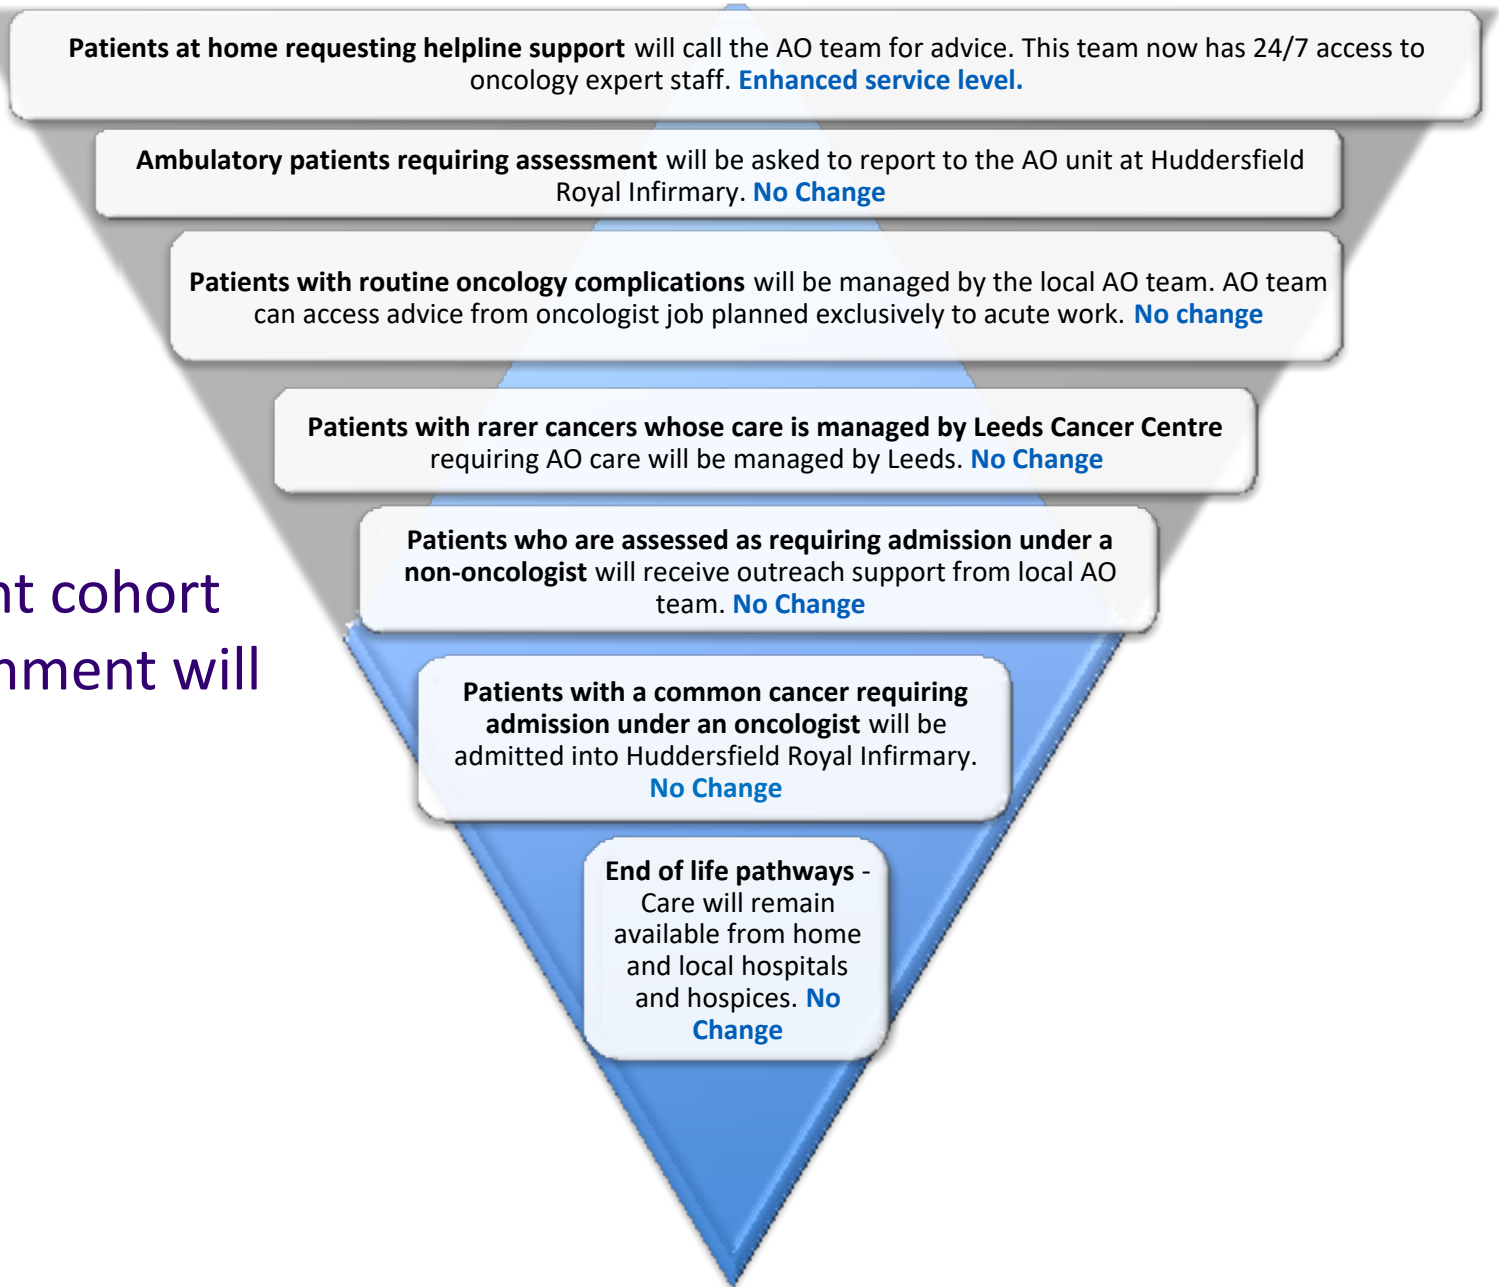 Patients at home requesting helpline support will call the AO team for advice. This team now has 24/7 access to
oncology expert staff. Enhanced service level.
Ambulatory patients requiring assessment will be asked to report to the AO unit at Huddersfield
Royal Infirmary. No Change
Patients with routine oncology complications will be managed by the local AO team. AO team
can access advice from oncologist job planned exclusively to acute work. No change
Patients with rarer cancers whose care is managed by Leeds Cancer Centre
requiring AO care will be managed by Leeds. No Change
Patients who are assessed as requiring admission under a
non-oncologist will receive outreach support from local AO
team. No Change
nt cohort
nment will
Patients with a common cancer requiring
admission under an oncologist will be
admitted into Huddersfield Royal Infirmary.
No Change
End of life pathways -
Care will remain
available from home
and local hospitals
and hospices. No
Change